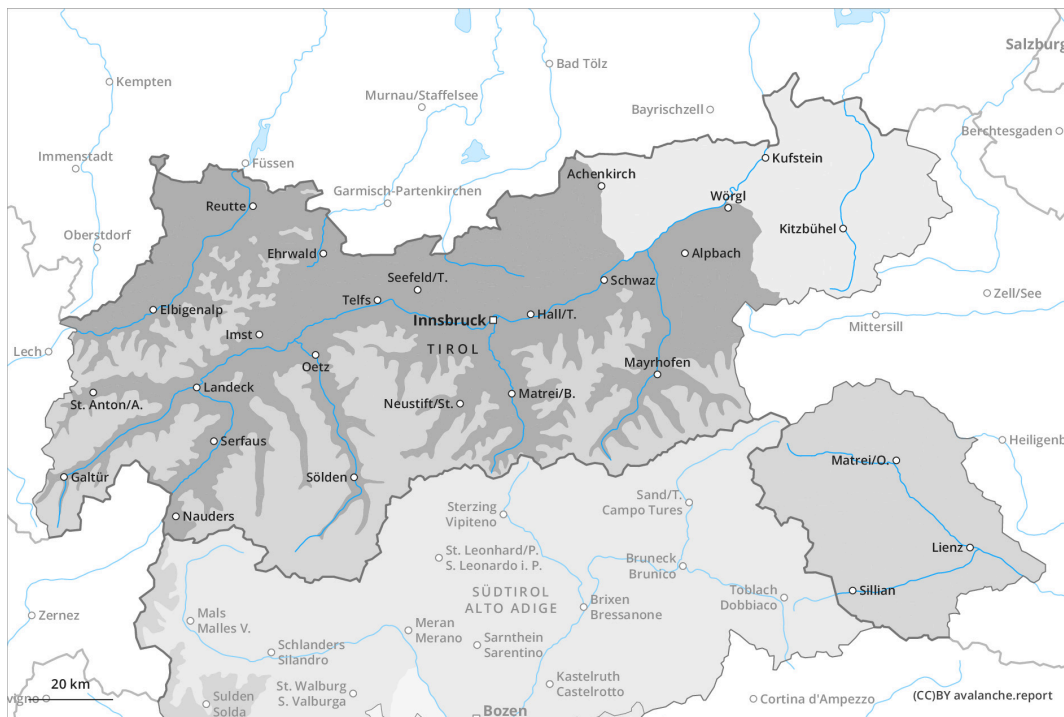 Salzburg
Bad Tölz
Kempten
Murnau/Staffelsee
Bayrischzell
Berchtesgaden
Immenstadt
Füssen
Kufstein
Achenkirch
Garmisch-Partenkirchen
Wörgl
Reutte
Kitzbühel
Oberstdorf
Ehrwald
Alpbach
Seefeld/T.
Schwaz
Telfs
Zell/See
Elbigenalp
Hall/T.
Innsbruck
Mittersill
Imst
TIROL
Lech
Oetz
Mayrhofen
Landeck
St. Anton/A.
Neustift/St.
Matrei/B.
Serfaus
Heiligenb
Matrei/O.
Galtür
Sölden
Sand/T.
Campo Tures
Sterzing
Vipiteno
Nauders
Lienz
St. Leonhard/P.
S. Leonardo i. P.
Bruneck
Brunico
SÜDTIROL
ALTO ADIGE
Sillian
Toblach
Dobbiaco
Brixen
Bressanone
Zernez
Mals
Malles V.
Meran
Merano
Schlanders
Silandro
Sarnthein
Sarentino
20 km
St. Walburg
S. Valburga
Kastelruth
Castelrotto
vigno
Sulden
Solda
Cortina d'Ampezzo
(CC)BY avalanche.report
Bozen